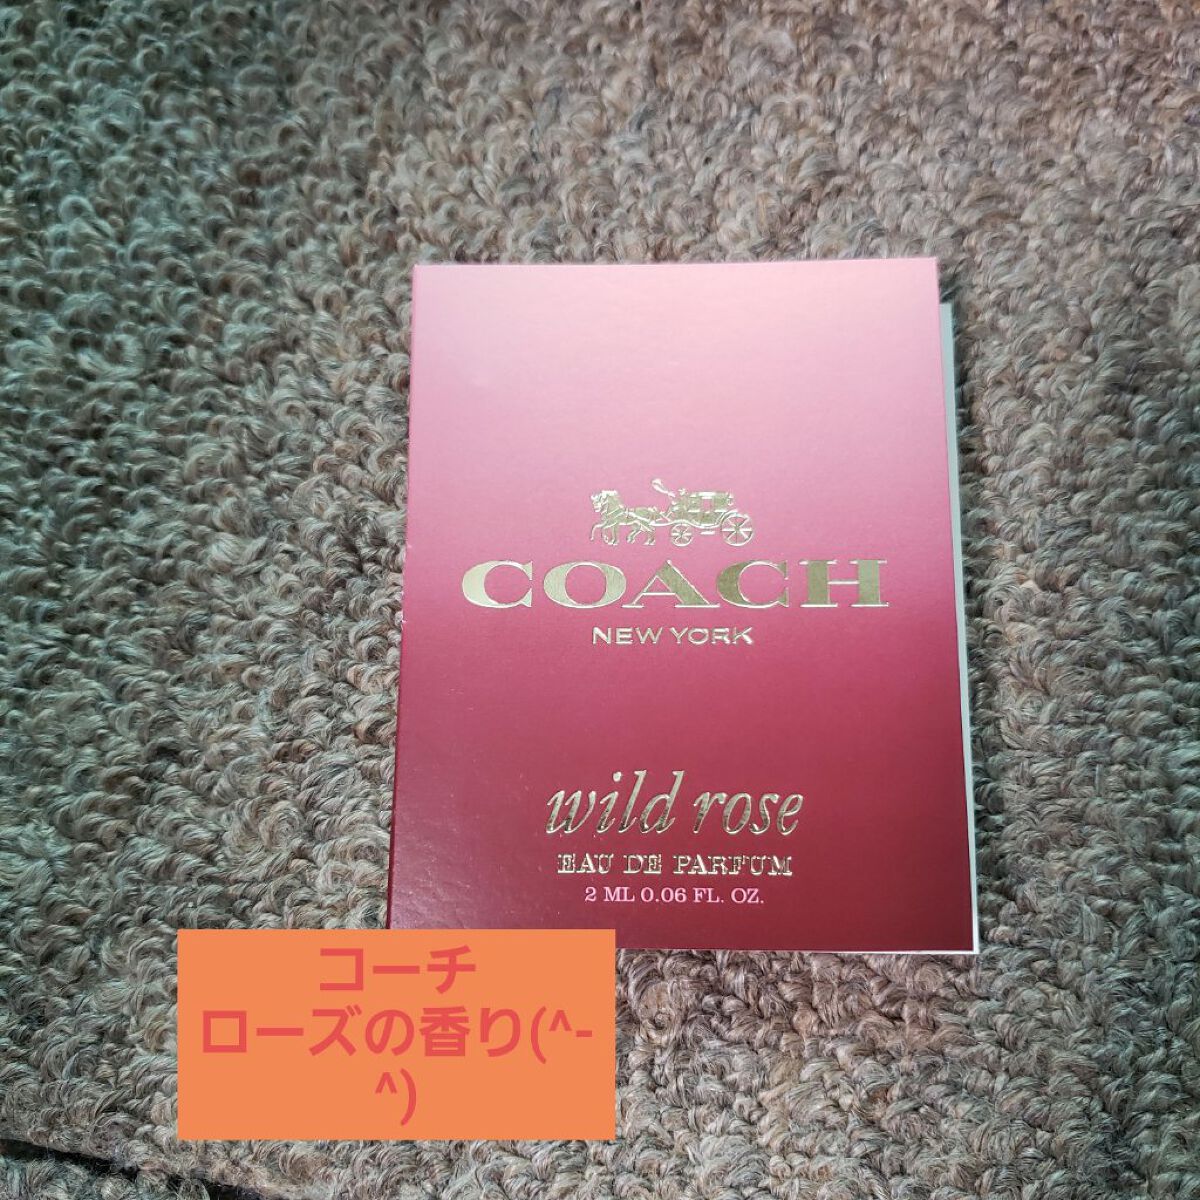 COACH
NEW YORK
wild rose
EAU DE PARFUM
2 ML 0.06 FL. OZ.
コーチ
ローズの香り(^-
^)